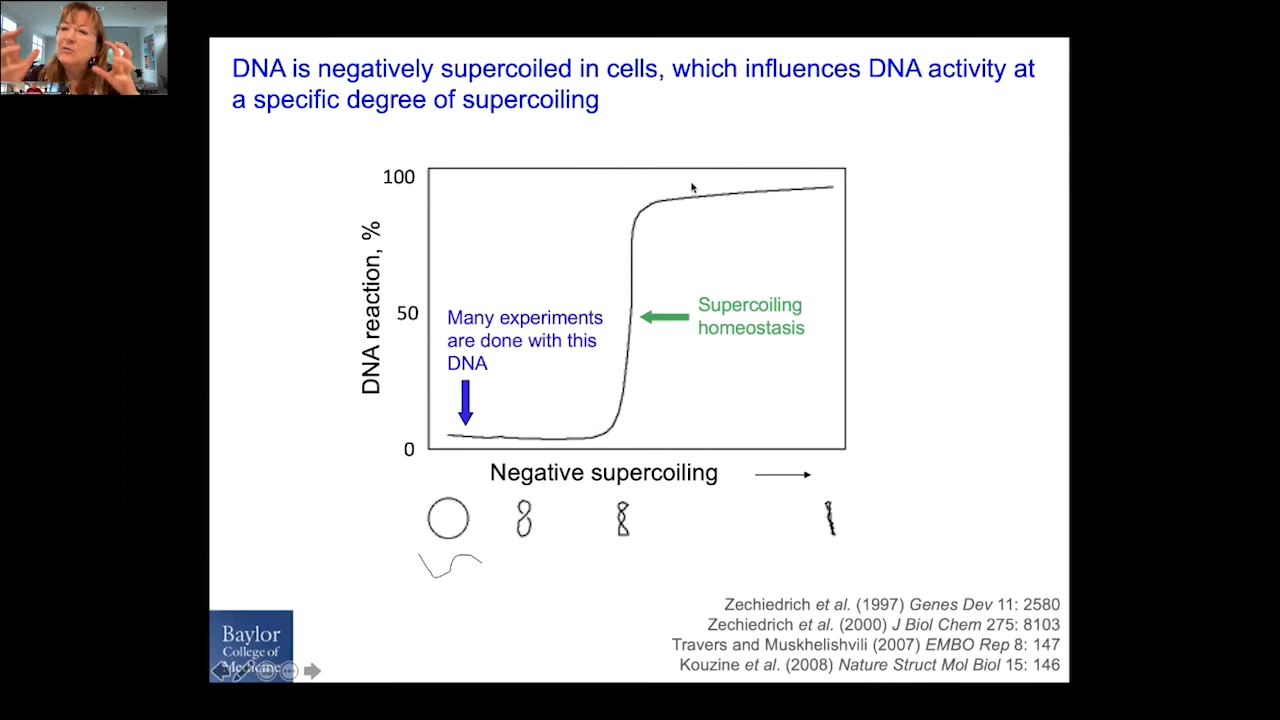 DNA is negatively supercoiled in cells, which influences DNA activity at
a specific degree of supercoiling
100
50
0
DNA reaction, %
Many experiments
are done with this
DNA
Supercoiling
homeostasis
Negative supercoiling
Zechiedrich et al. (1997) Genes Dev 11: 2580
Zechiedrich et al. (2000) J Biol Chem 275: 8103
Travers and Muskhelishvili (2007) EMBO Rep 8: 147
Kouzine et al. (2008) Nature Struct Mol Biol 15: 146
Baylor
College of
Medicine